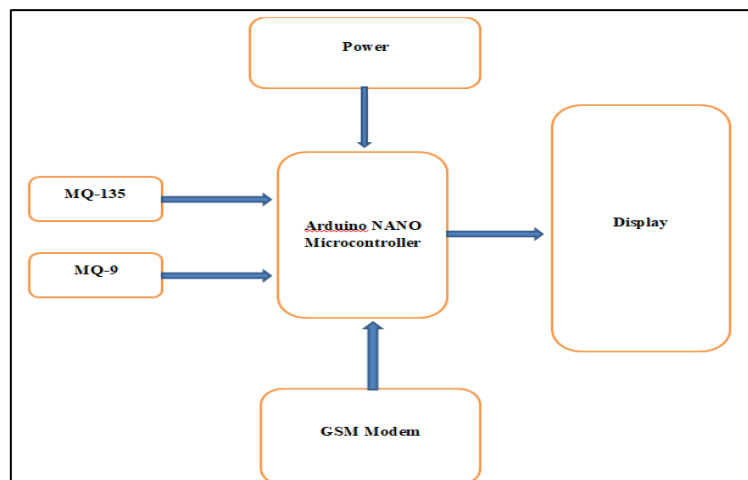 Power
MQ-135
Arduino NANO
Microcontroller
Display
MQ-9
GSM Modem